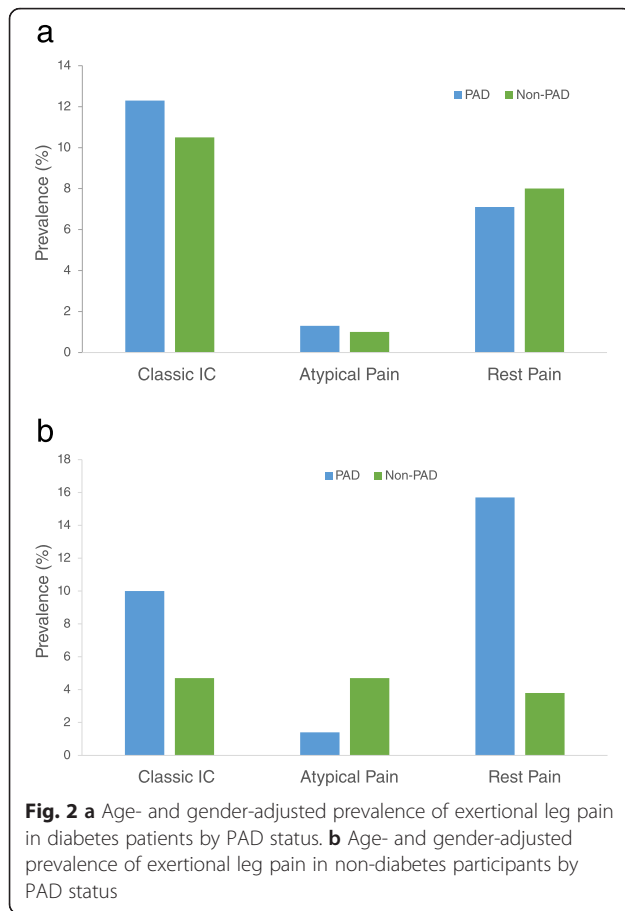 a
14
12
10
8
6
4
2
0
Prevalence (%)
PAD Non-PAD
Classic IC Atypical Pain Rest Pain
b
18
16
14
12
10
8
6
4
2
0
Prevalence (%)
PAD Non-PAD
Classic IC Atypical Pain Rest Pain
Fig. 2 a Age- and gender-adjusted prevalence of exertional leg pain
in diabetes patients by PAD status. b Age- and gender-adjusted
prevalence of exertional leg pain in non-diabetes participants by
PAD status